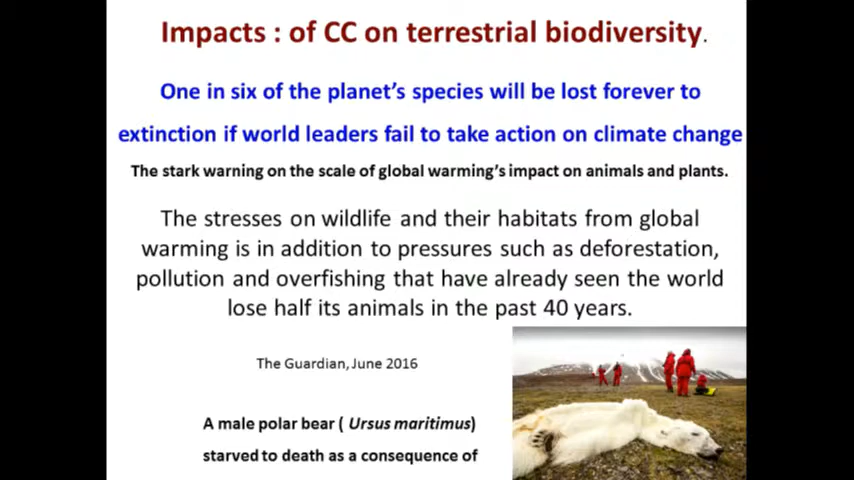 Impacts : of CC on terrestrial biodiversity.
One in six of the planet's species will be lost forever to
extinction if world leaders fail to take action on climate change
The stark warning on the scale of global warming's impact on animals and plants.
The stresses on wildlife and their habitats from global
warming is in addition to pressures such as deforestation,
pollution and overfishing that have already seen the world
lose half its animals in the past 40 years.
The Guardian, June 2016
A male polar bear ( Ursus maritimus)
starved to death as a consequence of